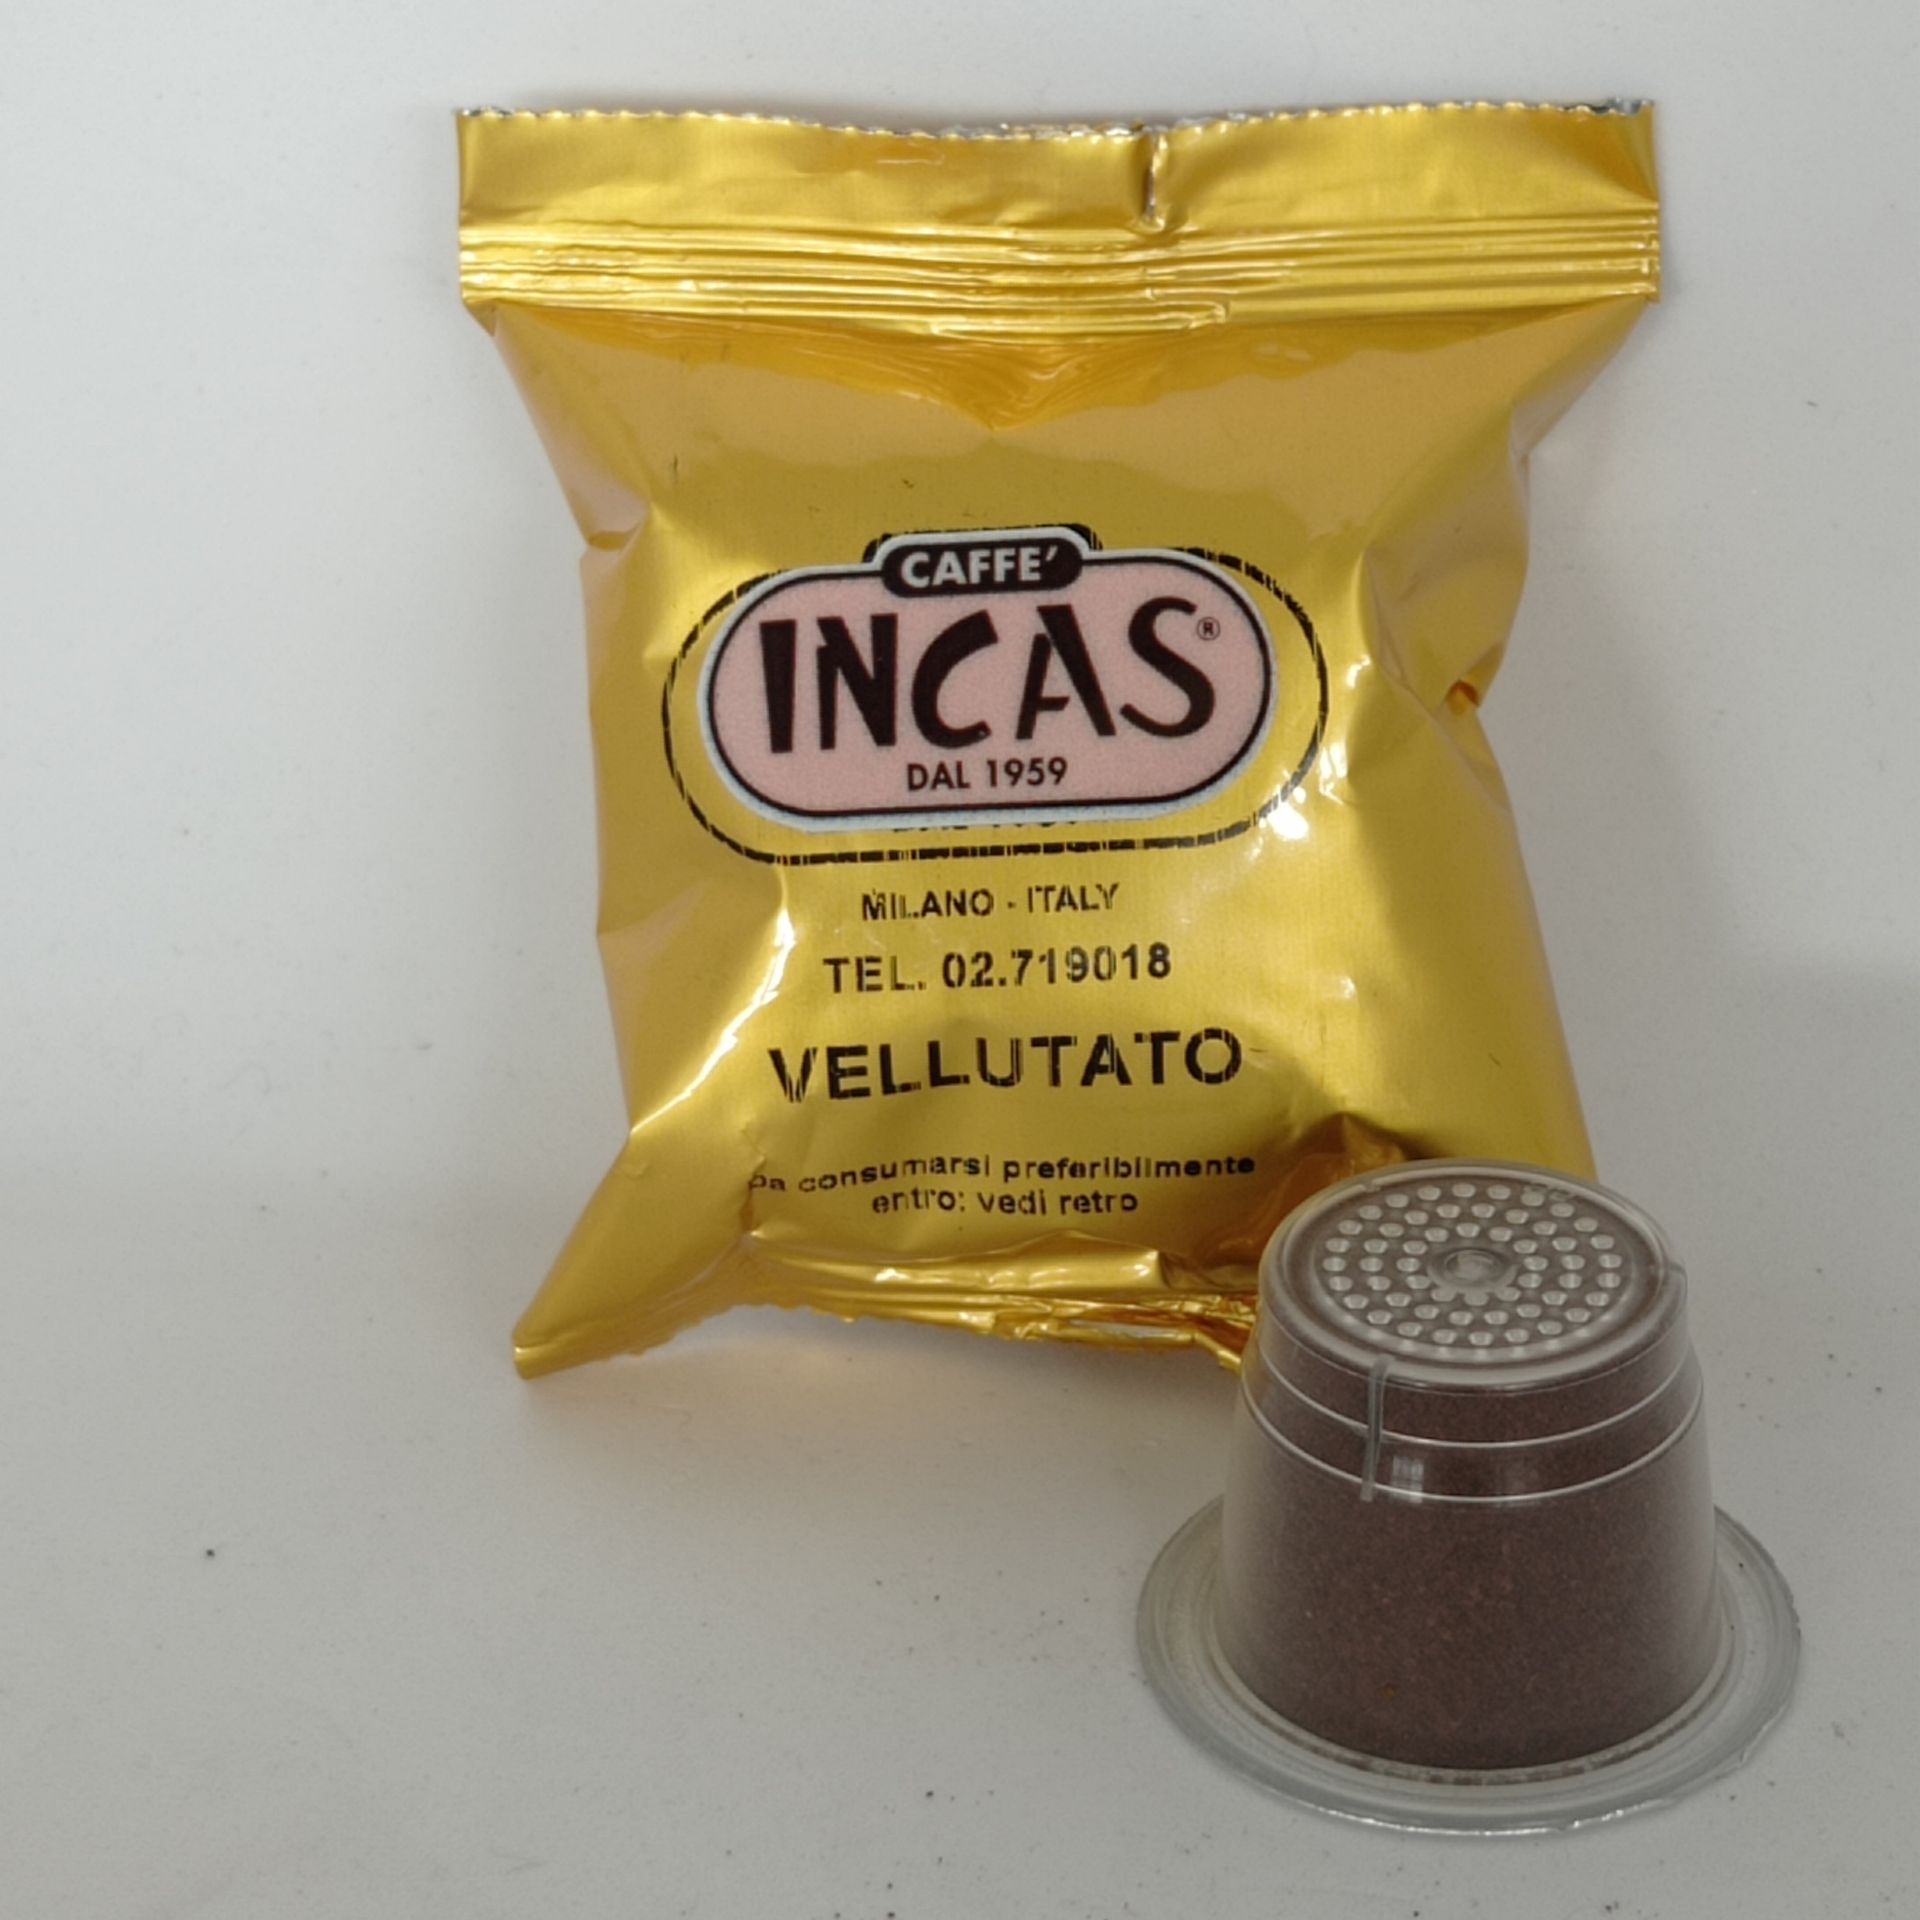 CAFFE'
INCAS®
DAL 1959
MILANO - ITALY
TEL. 02.719018
VELLUTATO
Da consumarsi preferibilmente
entro: vedi retro